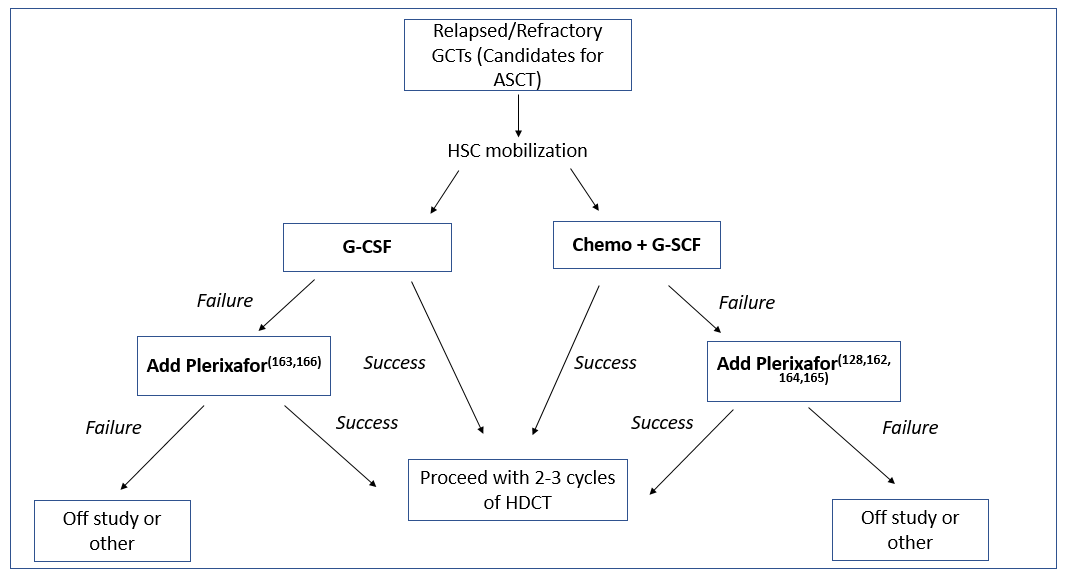 Relapsed/Refractory
GCTs (Candidates for
ASCT)
HSC mobilization
G-CSF
Chemo + G-SCF
Failure
Failure
Add Plerixafor(163,166)
Success
Success
Add Plerixafor(128,162,
164,165)
Failure
Success
Success
Failure
Proceed with 2-3 cycles
of HDCT
Off study or
other
Off study or
other